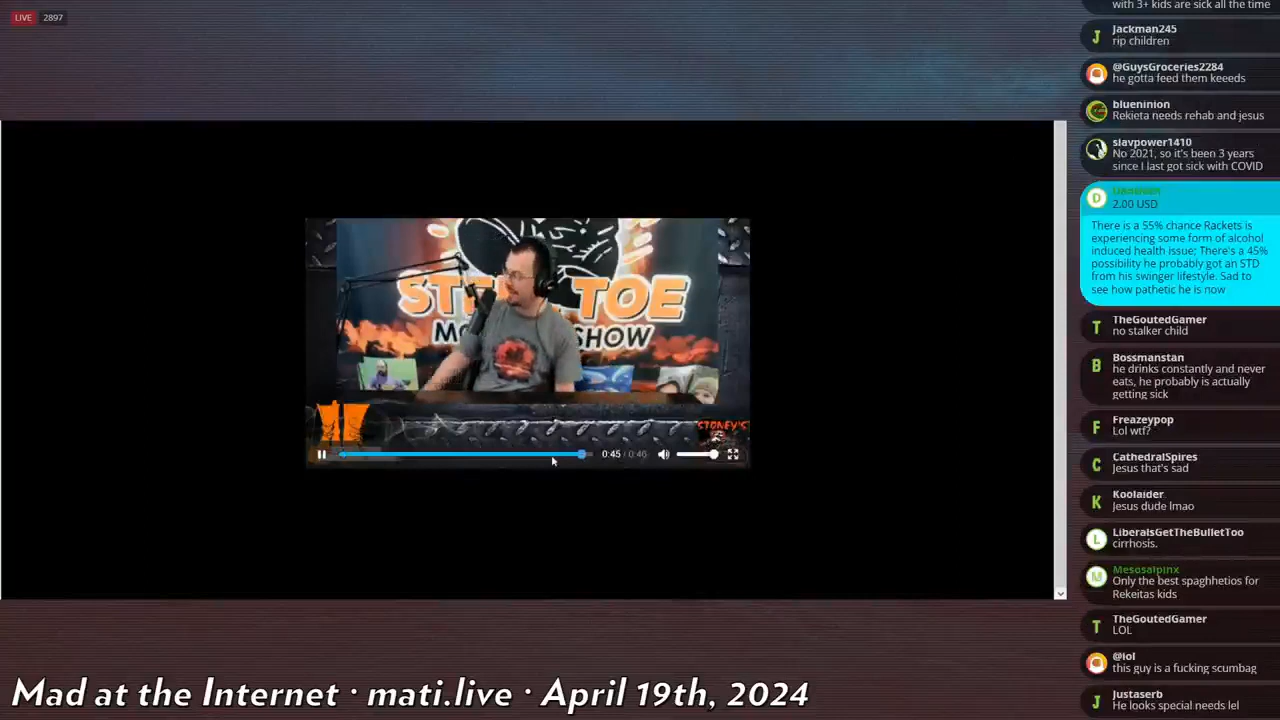 LIVE 2897
with 3+ kids are sick all the time
J
Jackman245
rip children
@GuysGroceries2284
he gotta feed them keeeds
blueninion
Rekieta needs rehab and jesus
slavpower1410
No 2021, so it's been 3 years
since I last got sick with COVID
D
2.00 USD
There is a 55% chance Rackets is
experiencing some form of alcohol
induced health issue; There's a 45%
possibility he probably got an STD
from his swinger lifestyle. Sad to
see how pathetic he is now
T
TheGoutedGamer
no stalker child
B
Bossmanstan
he drinks constantly and never
eats, he probably is actually
getting sick
F
Freazeypop
Lol wtf?
C
CathedralSpires
Jesus that's sad
K
Koolaider
Jesus dude lmao
L
LiberalsGetTheBulletToo
cirrhosis.
M
Mesosalpinx
Only the best spaghhetios for
Rekeitas kids
T
TheGoutedGamer
LOL
@iol
this guy is a fucking scumbag
J
Justaserb
He looks special needs lel
TOE
SHOW
STONEY'S
0:45 / 0:46
Mad at the Internet · mati.live · April 19th, 2024